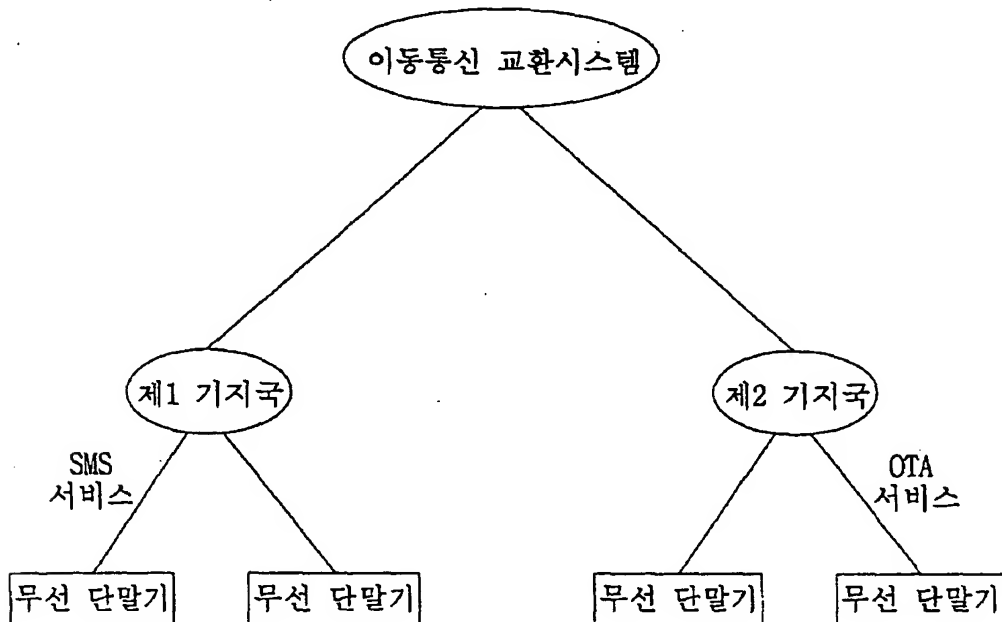 이동통신 교환시스템
제1 기지국
제2 기지국
SMS
서비스
OTA
서비스
무선 단말기
무선 단말기
무선 단말기
무선 단말기